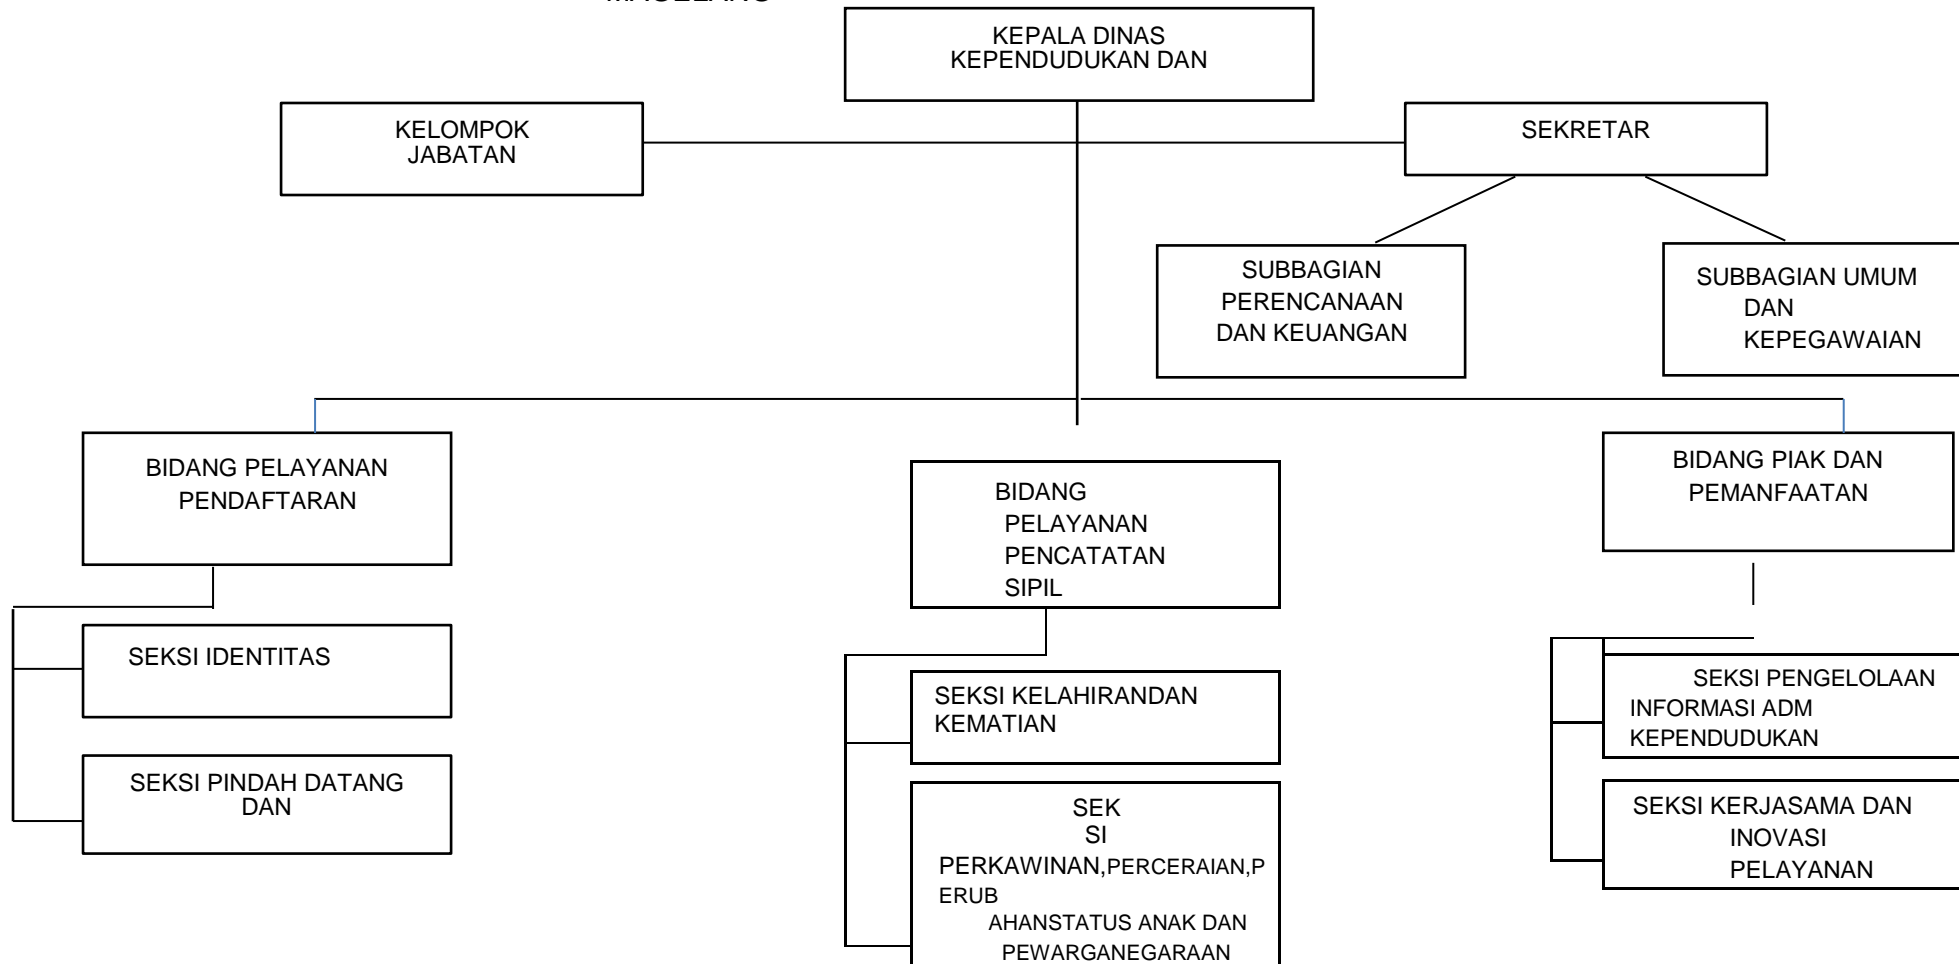 KEPALA DINAS
KEPENDUDUKAN DAN
KELOMPOK
JABATAN
SEKRETAR
SUBBAGIAN
PERENCANAAN
DAN KEUANGAN
SUBBAGIAN UMUM
DAN
KEPEGAWAIAN
BIDANG PELAYANAN
PENDAFTARAN
BIDANG
PELAYANAN
PENCATATAN
SIPIL
BIDANG PIAK DAN
PEMANFAATAN
SEKSI IDENTITAS
SEKSI PINDAH DATANG
DAN
SEKSI KELAHIRANDAN
KEMATIAN
SEK
SI
PERKAWINAN,PERCERAIAN,P
ERUB
AHANSTATUS ANAK DAN
PEWARGANEGARAAN
SEKSI PENGELOLAAN
INFORMASI ADM
KEPENDUDUKAN
SEKSI KERJASAMA DAN
INOVASI
PELAYANAN